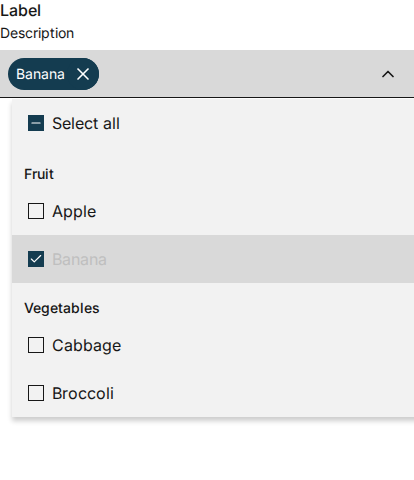 Label
Description
Banana
Select all
Fruit
Apple
Banana
Vegetables
Cabbage
Broccoli